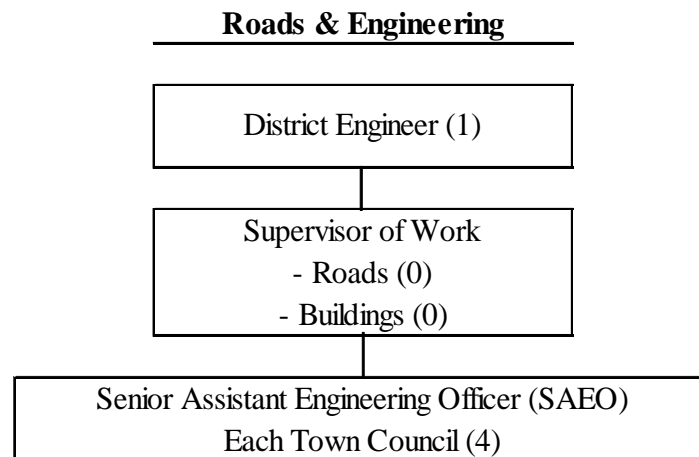 Roads & Engineering
District Engineer (1)
Supervisor of Work
- Roads (0)
- Buildings (0)
Senior Assistant Engineering Officer (SAEO)
Each Town Council (4)